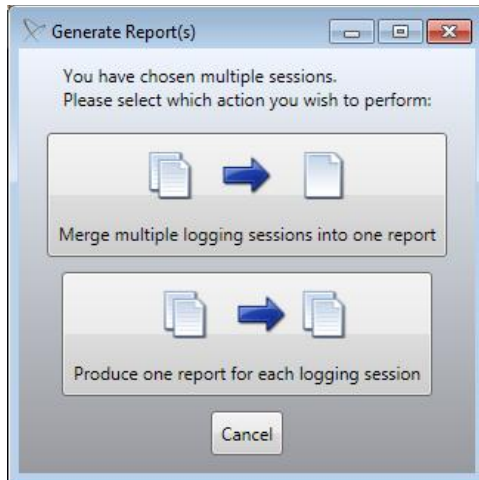 Generate Report(s)
You have chosen multiple sessions.
Please select which action you wish to perform:
Merge multiple logging sessions into one report
Produce one report for each logging session
Cancel